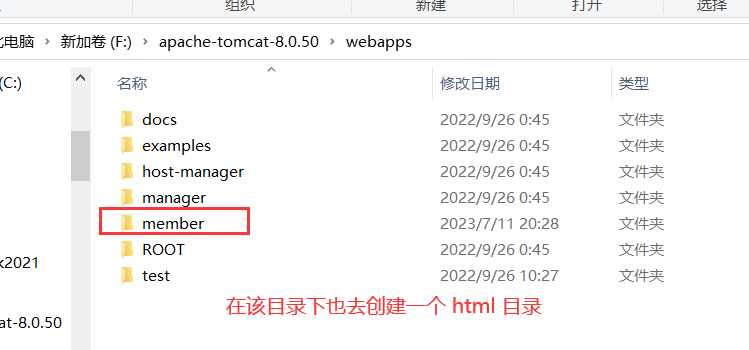 组织
新建
打开
选择
电脑 > 新加卷 (F:) > apache-tomcat-8.0.50 > webapps
(C:)
名称
修改日期
类型
docs
2022/9/26 0:45
文件夹
examples
2022/9/26 0:45
文件夹
host-manager
2022/9/26 0:45
文件夹
manager
2022/9/26 0:45
文件夹
member
2023/7/11 20:28
文件夹
ROOT
2022/9/26 0:45
文件夹
k2021
test
2022/9/26 10:27
文件夹
在该目录下也去创建一个 html 目录
at-8.0.50